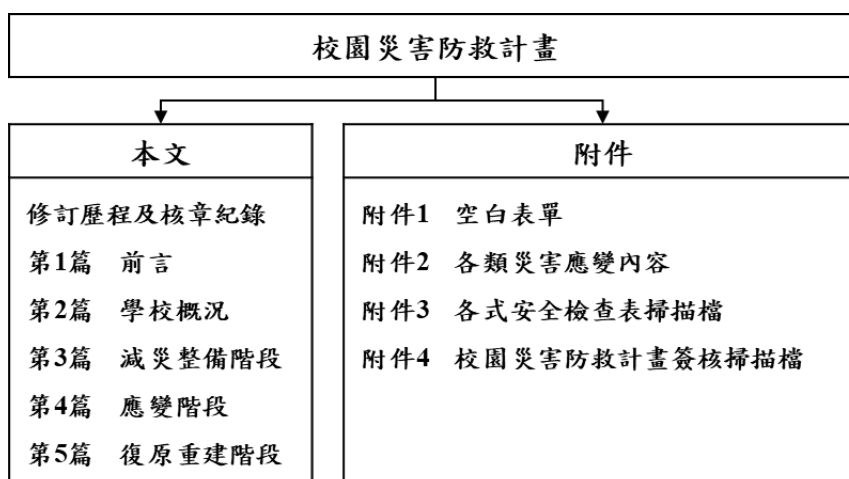 校園災害防救計畫
本文
修訂歷程及核章紀錄
第1篇 前言
第2篇 學校概況
第3篇 減災整備階段
第4篇 應變階段
第5篇 復原重建階段
附件
附件1 空白表單
附件2 各類災害應變內容
附件3 各式安全檢查表掃描檔
附件4 校園災害防救計畫簽核掃描檔